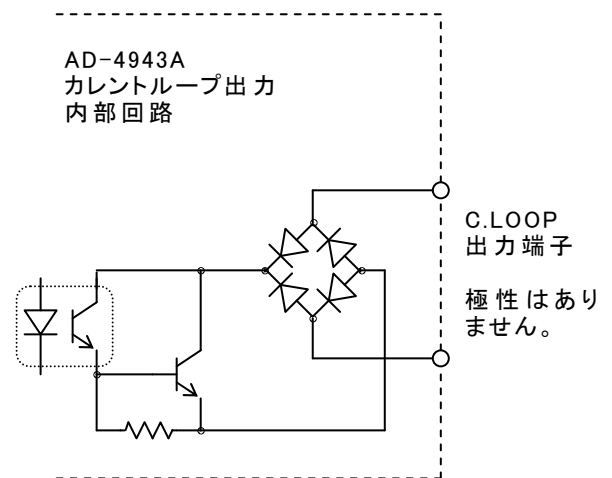 AD-4943A
カレントループ出力
内部回路
C.LOOP
出力端子
極性はあり
ません。